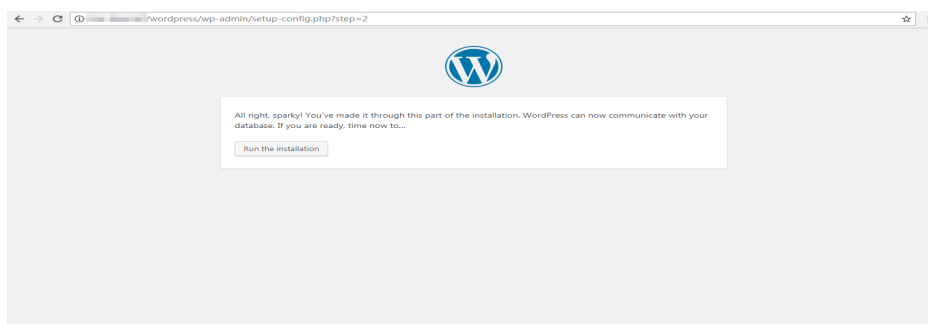 /wordpress/wp-admin/setup-config.php?step=2
W
All right, sparky! You've made it through this part of the installation. WordPress can now communicate with your
database. If you are ready, time now to...
Run the installation